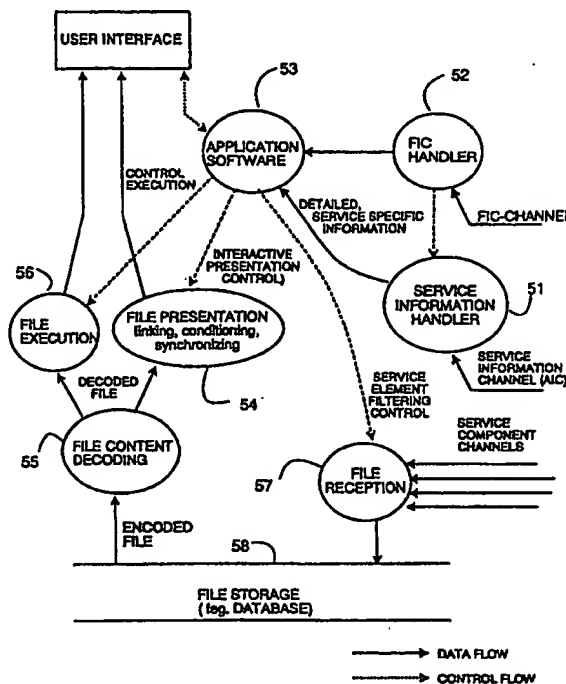 USER INTERFACE
53
52
APPLICATION
SOFTWARE
FIC
HANDLER
CONTROL
EXECUTION
DETAILED,
SERVICE SPECIFIC
INFORMATION
FIC-CHANNEL
56
INTERACTIVE
PRESENTATION
CONTROL)
SERVICE
INFORMATION
HANDLER
51
FILE
EXECUTION
FILE PRESENTATION
linking, conditioning,
synchronizing
SERVICE
INFORMATION
CHANNEL (AIC)
DECODED
FILE
54
SERVICE
ELEMENT
FILTERING
CONTROL
SERVICE
COMPONENT
CHANNELS
55
FILE CONTENT
DECODING
57
FILE
RECEPTION
ENCODED
FILE
58
FILE STORAGE
( teg. DATABASE)
DATA FLOW
CONTROL FLOW